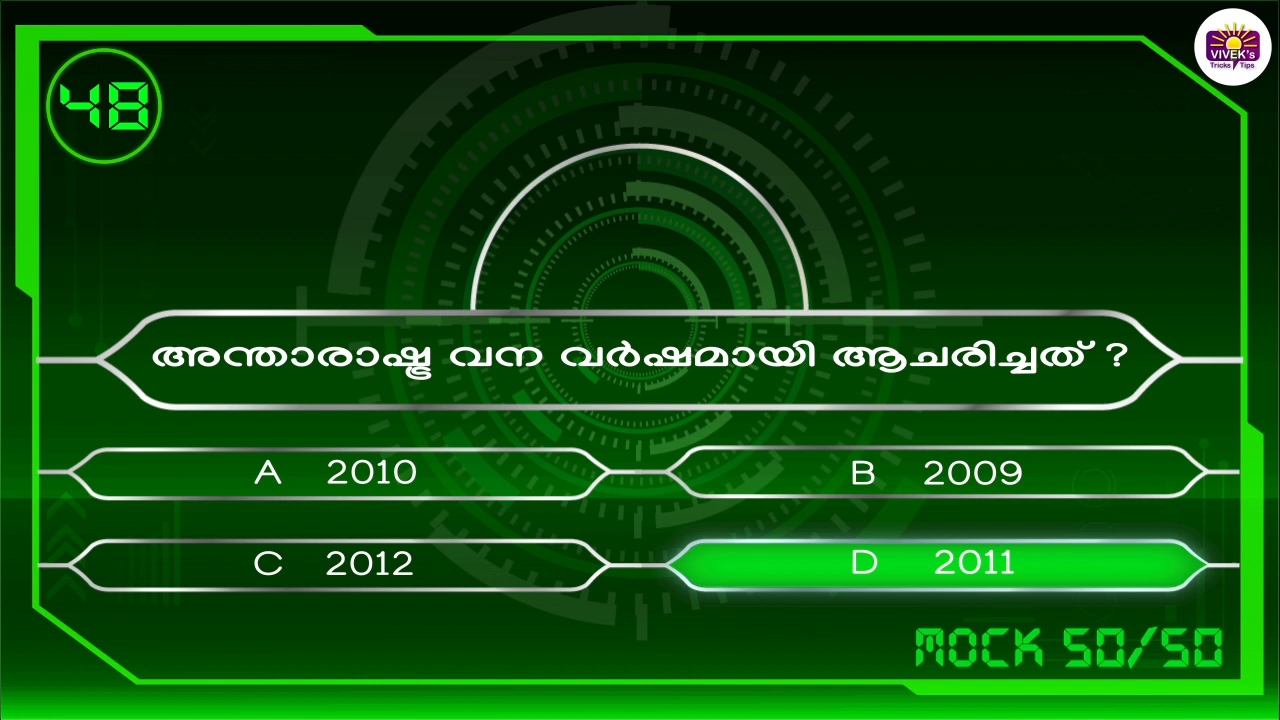 VIVEK's
Tricks Tips
48
അന്താരാഷ്ട്ര വന വർഷമായി ആചരിച്ചത് ?
A 2010
B 2009
C 2012
D 2011
MOCK 50/50